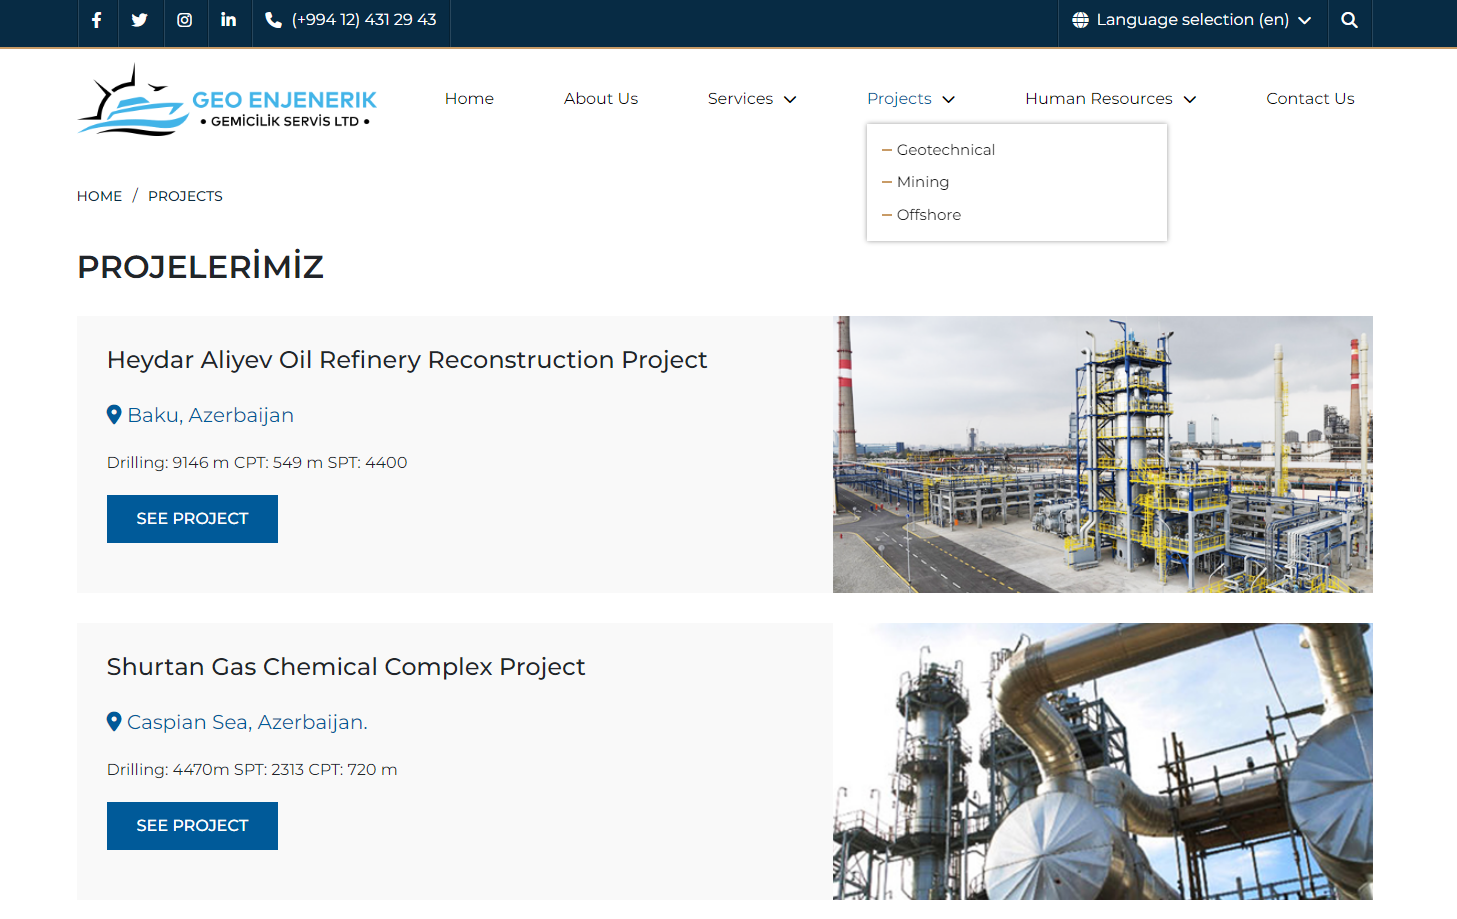 (+994 12) 431 29 43
Language selection (en)
GEO ENJENERIK
• GEMİCİLİK SERVİS LTD •
Home
About Us
Services
Projects
Human Resources
Contact Us
Geotechnical
Mining
Offshore
HOME / PROJECTS
PROJELERİMİZ
Heydar Aliyev Oil Refinery Reconstruction Project
Baku, Azerbaijan
Drilling: 9146 m CPT: 549 m SPT: 4400
SEE PROJECT
Shurtan Gas Chemical Complex Project
Caspian Sea, Azerbaijan.
Drilling: 4470m SPT: 2313 CPT: 720 m
SEE PROJECT